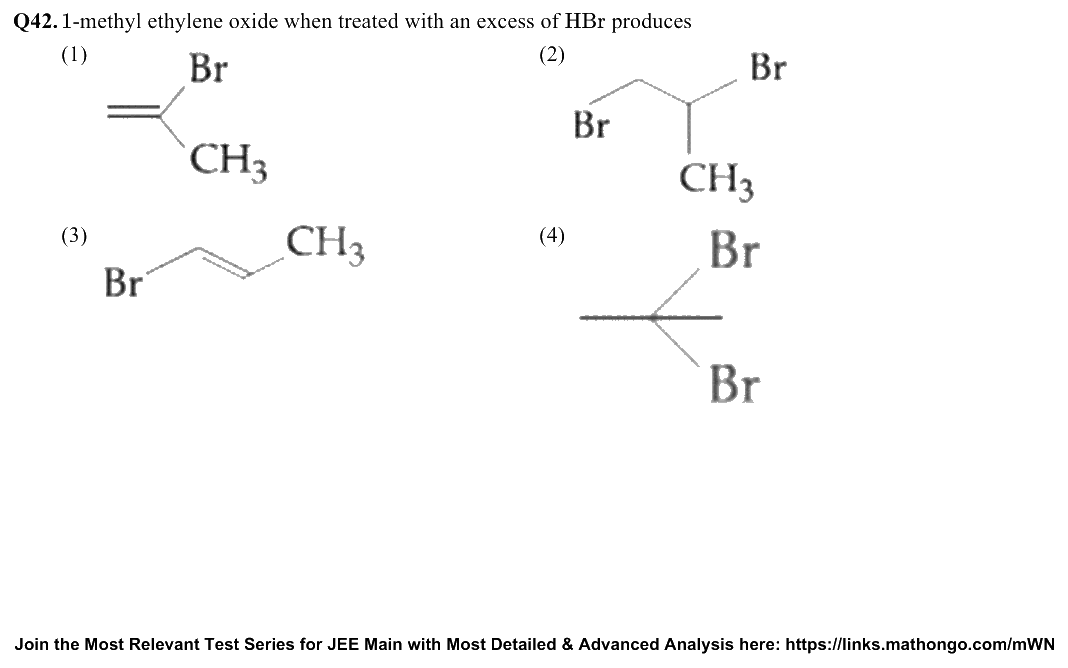 Q42. 1-methyl ethylene oxide when treated with an excess of HBr produces
(1) (2)
Br Br
Br
CH3 CH3
(3) CH3 (4) Br
Br
Br
Join the Most Relevant Test Series for JEE Main with Most Detailed & Advanced Analysis here: https://links.mathongo.com/mWN